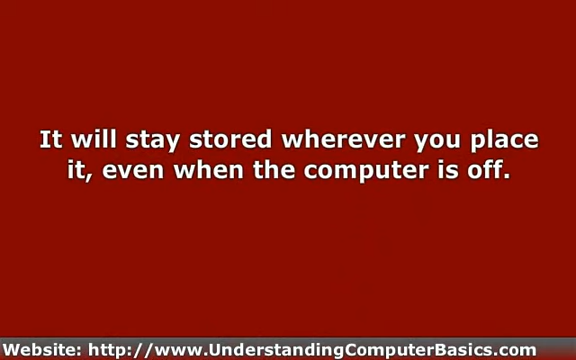 It will stay stored wherever you place
it, even when the computer is off.
Website: http://www.UnderstandingComputerBasics.com